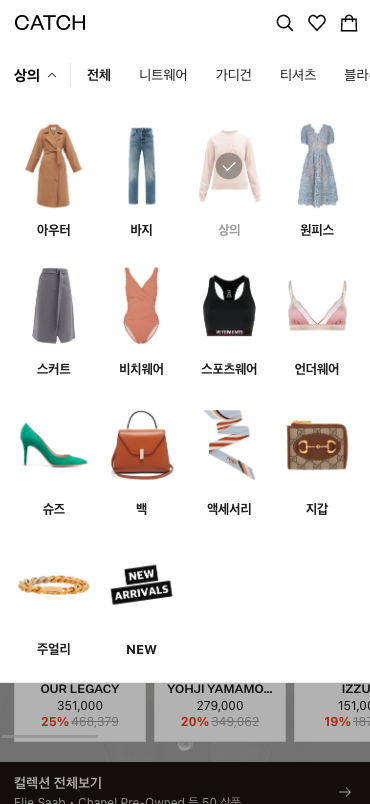 CATCH
상의 전체 니트웨어 가디건 티셔츠 블라
아우터 바지 상의 원피스
스커트 비치웨어 스포츠웨어 언더웨어
슈즈 백 액세서리 지갑
NEW
ARRIVALS
주얼리 NEW
OUR LEGACY YOHJI YAMAMO... IZZU
351,000 279,000 151,00
25% 468,379 20% 349,062 19% 187
컬렉션 전체보기
Elie Saab • Chanel Pre-Owned 등 50 상품